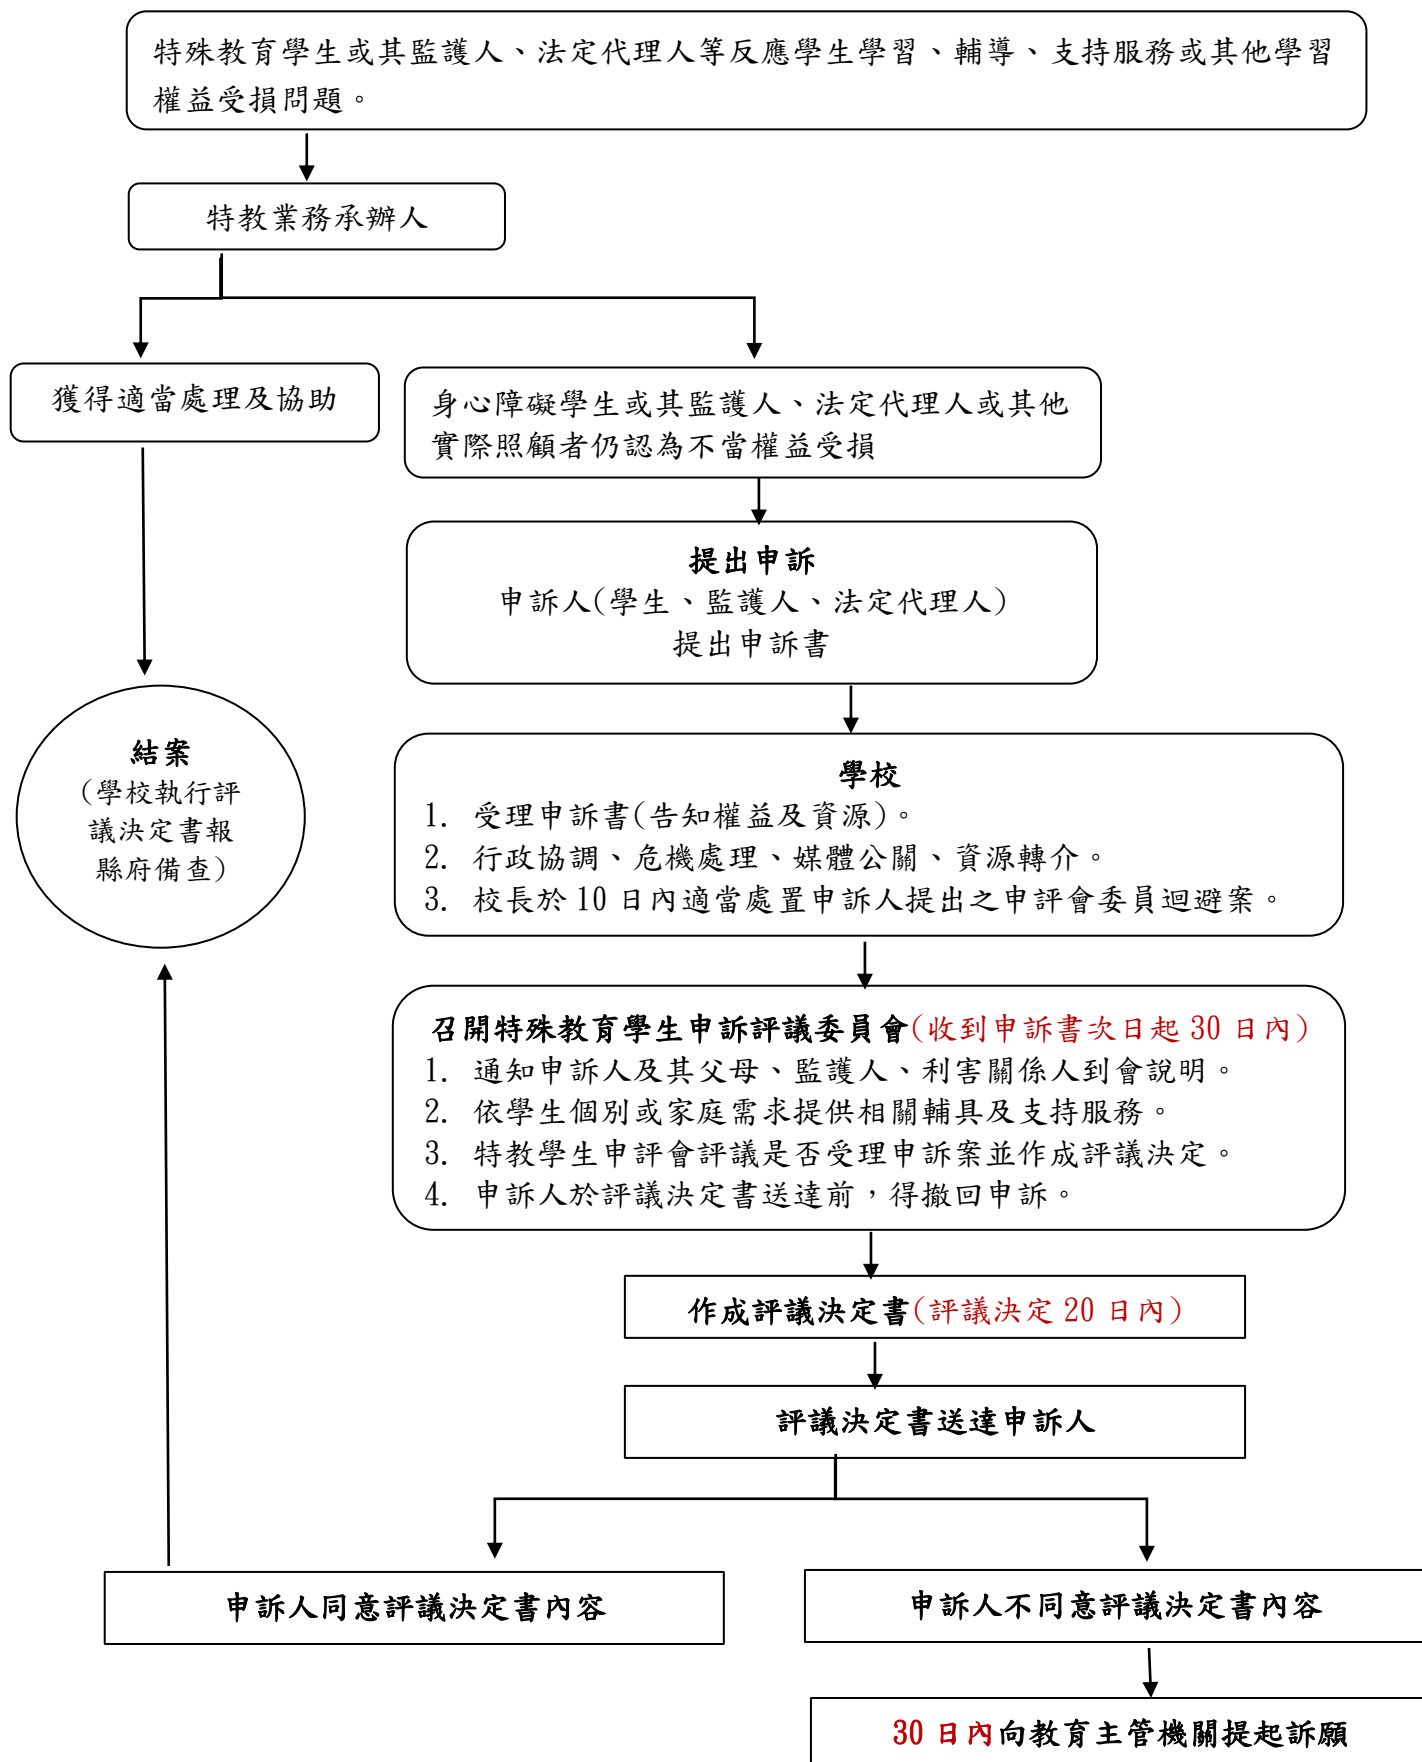 特殊教育學生或其監護人、法定代理人等反應學生學習、輔導、支持服務或其他學習
權益受損問題。
特教業務承辦人
獲得適當處理及協助
身心障礙學生或其監護人、法定代理人或其他
實際照顧者仍認為不當權益受損
提出申訴
申訴人(學生、監護人、法定代理人)
提出申訴書
結案
(學校執行評
議決定書報
縣府備查)
學校
1. 受理申訴書(告知權益及資源)。
2. 行政協調、危機處理、媒體公關、資源轉介。
3. 校長於 10 日內適當處置申訴人提出之申評會委員迴避案。
召開特殊教育學生申訴評議委員會(收到申訴書次日起 30 日內)
1. 通知申訴人及其父母、監護人、利害關係人到會說明。
2. 依學生個別或家庭需求提供相關輔具及支持服務。
3. 特教學生申評會評議是否受理申訴案並作成評議決定。
4. 申訴人於評議決定書送達前，得撤回申訴。
作成評議決定書(評議決定 20 日內)
評議決定書送達申訴人
申訴人同意評議決定書內容
申訴人不同意評議決定書內容
30 日內向教育主管機關提起訴願